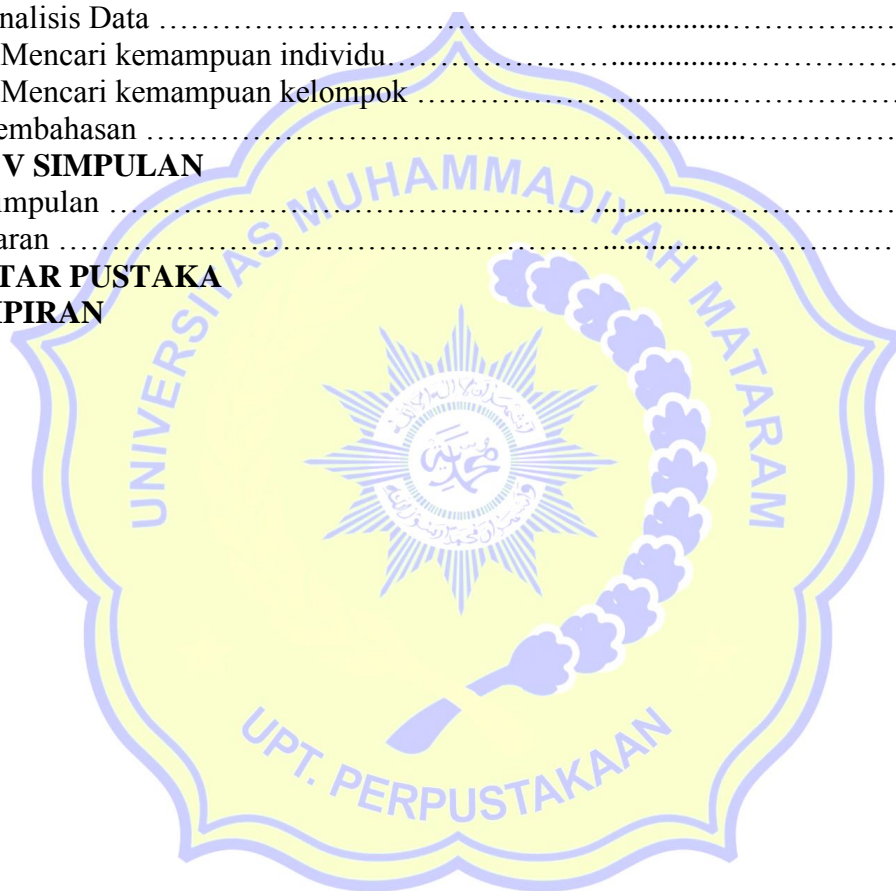 nalisis Data ……………………………………… .................……………...
Mencari kemampuan individu.……………… .................………………
Mencari kemampuan kelompok ……………… .................………………
embahasan …………………………………………..................………………
V SIMPULAN
mpulan ………………………………………… .................………………
aran ………………………………………………..................………………
TAR PUSTAKA
IPIRAN
UNIVERSITAS MUHAMMADIYAH MATARAM
UPT. PERPUSTAKAAN